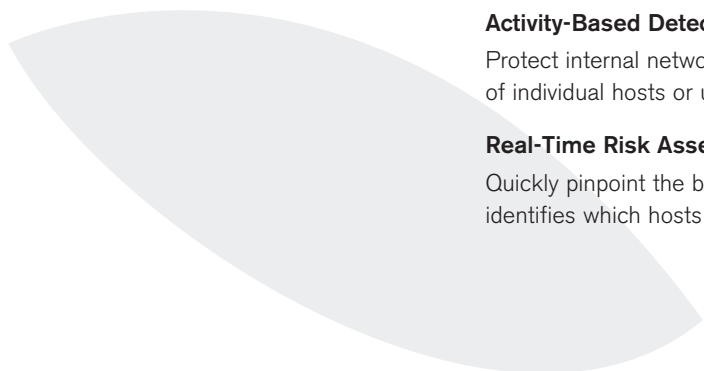 Activity-Based Detec
Protect internal netwo
of individual hosts or u
Real-Time Risk Asse
Quickly pinpoint the b
identifies which hosts